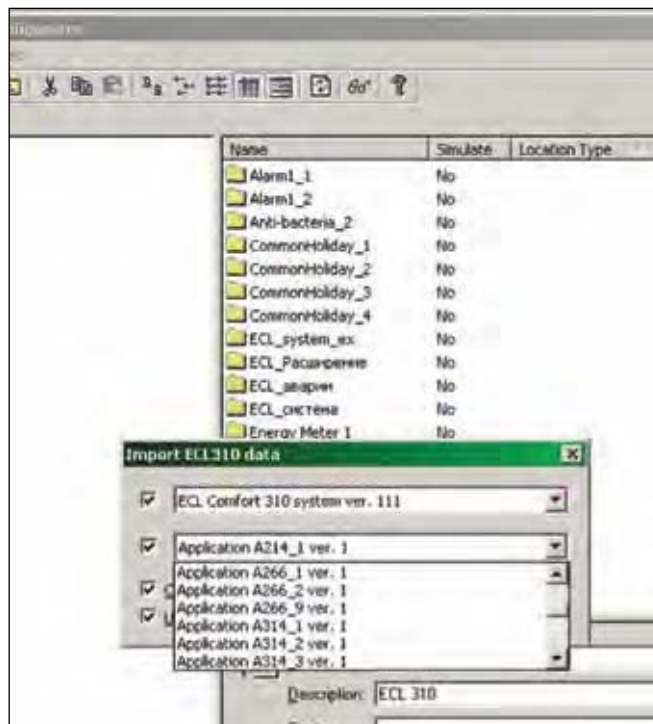 Name Simulate Location Type
Alarm1_1 No
Alarm1_2 No
Anti-bacteria_2 No
CommonHoliday_1 No
CommonHoliday_2 No
CommonHoliday_3 No
CommonHoliday_4 No
ECL_system_ex No
ECL_Расширение No
ECL_аварии No
ECL_система No
Energy Meter 1 No
Import ECL310 data
ECL Comfort 310 system ver. 111
Application A214_1 ver. 1
Application A266_1 ver. 1
Application A266_2 ver. 1
Application A266_9 ver. 1
Application A314_1 ver. 1
Application A314_2 ver. 1
Application A314_3 ver. 1
Description: ECL 310